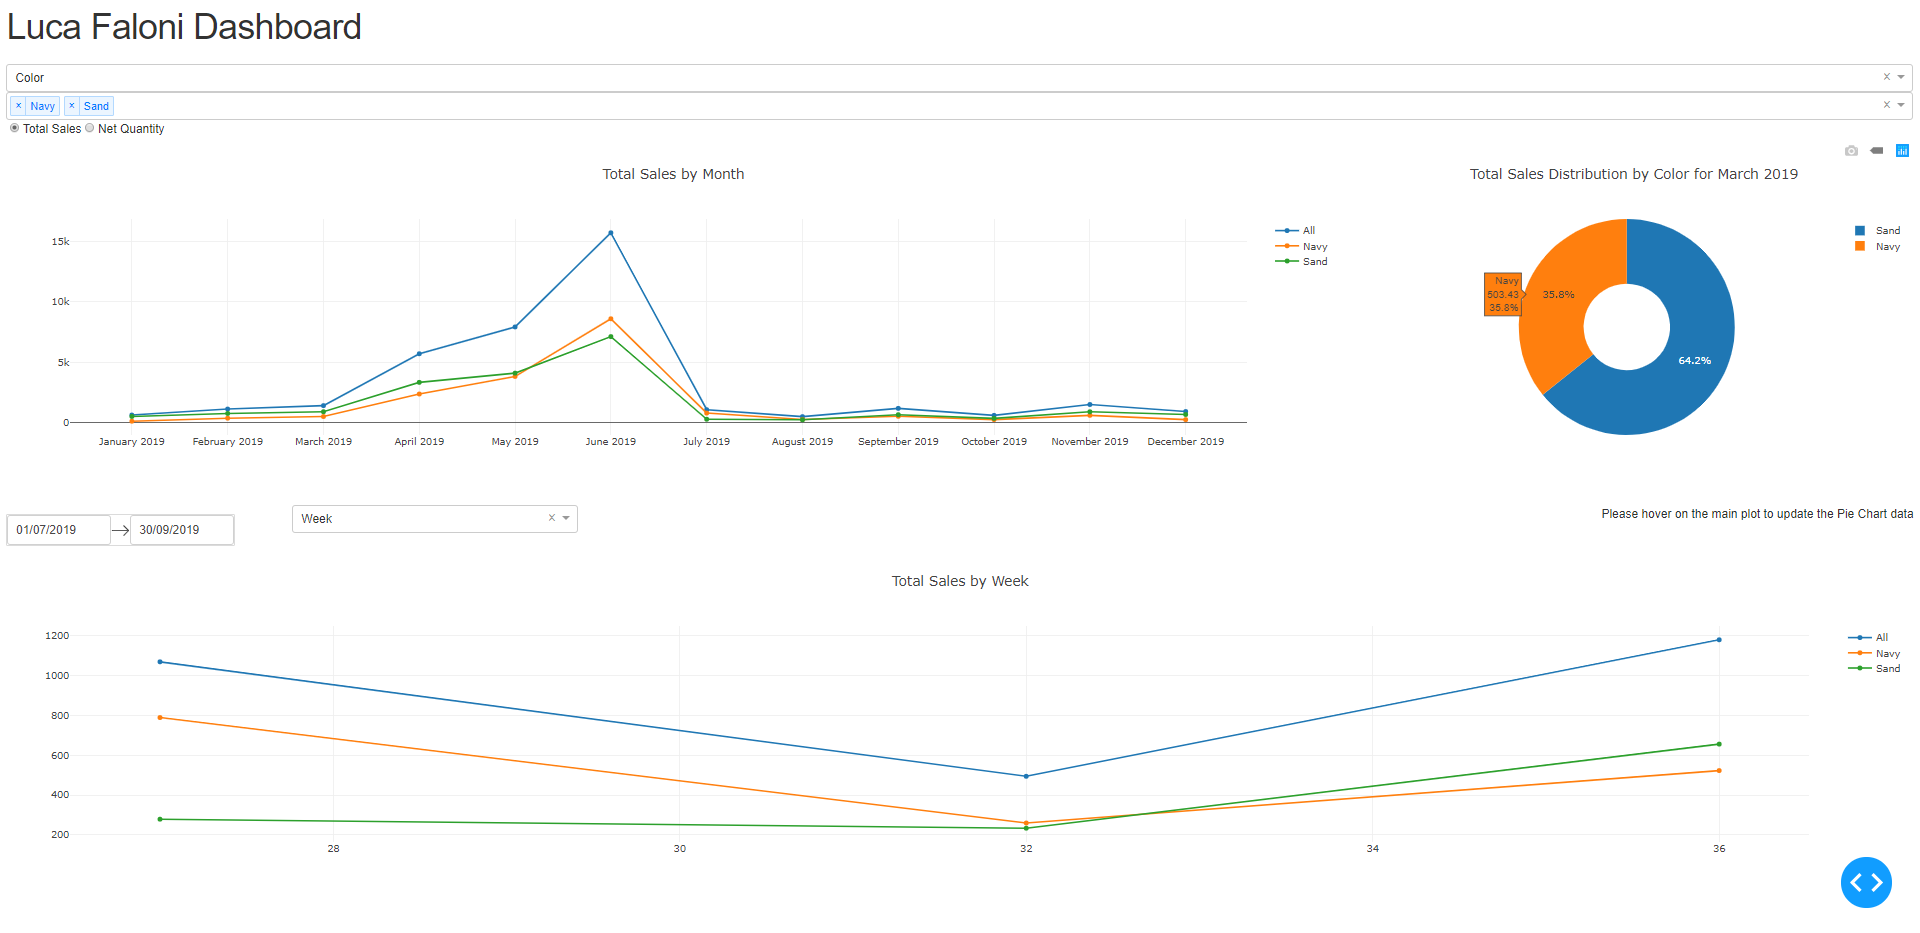 Luca Faloni Dashboard
Color
× Navy × Sand
Total Sales Net Quantity
Total Sales by Month
15k
10k
5k
0
January 2019 February 2019 March 2019 April 2019 May 2019 June 2019 July 2019 August 2019 September 2019 October 2019 November 2019 December 2019
All
Navy
Sand
Total Sales Distribution by Color for March 2019
Navy
503.43
35.8%
35.8%
64.2%
Sand
Navy
01/07/2019 → 30/09/2019
Week
Please hover on the main plot to update the Pie Chart data
Total Sales by Week
1200
1000
800
600
400
200
28 30 32 34 36
All
Navy
Sand